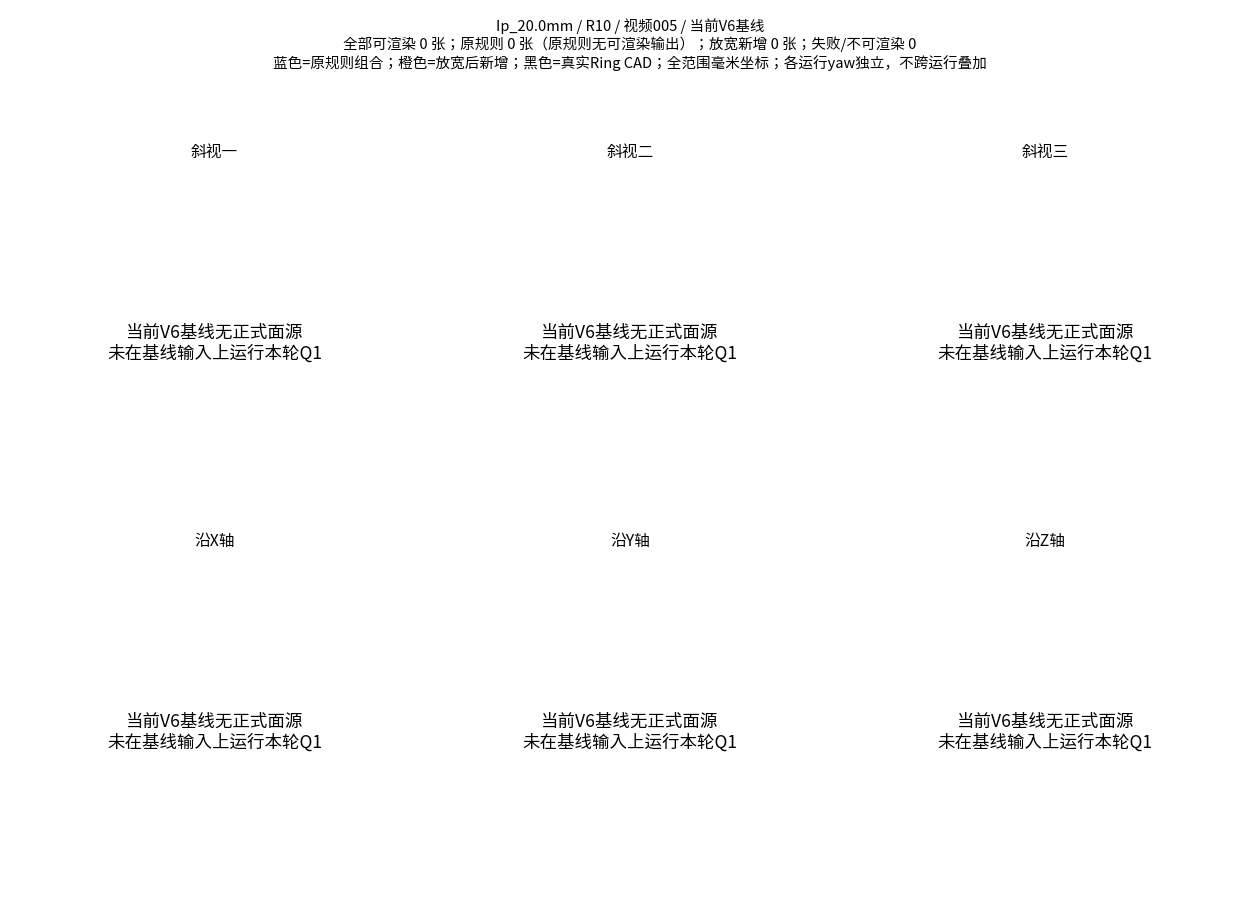 Ip_20.0mm / R10 / 视频005 / 当前V6基线
全部可渲染 0 张；原规则 0 张（原规则无可渲染输出）；放宽新增 0 张；失败/不可渲染 0
蓝色=原规则组合；橙色=放宽后新增；黑色=真实Ring CAD；全范围毫米坐标；各运行yaw独立，不跨运行叠加
斜视一
斜视二
斜视三
当前V6基线无正式面源
未在基线输入上运行本轮Q1
当前V6基线无正式面源
未在基线输入上运行本轮Q1
当前V6基线无正式面源
未在基线输入上运行本轮Q1
沿X轴
沿Y轴
沿Z轴
当前V6基线无正式面源
未在基线输入上运行本轮Q1
当前V6基线无正式面源
未在基线输入上运行本轮Q1
当前V6基线无正式面源
未在基线输入上运行本轮Q1